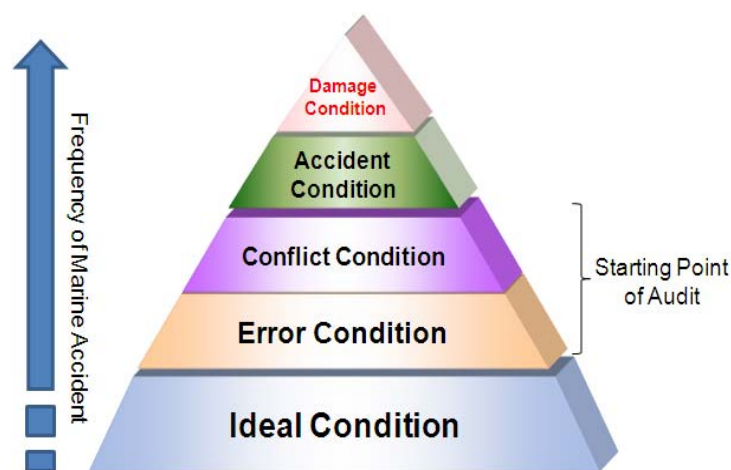 Damage
Condition
Accident
Condition
Conflict Condition
Error Condition
Ideal Condition
Frequency of Marine Accident
Starting Point
of Audit